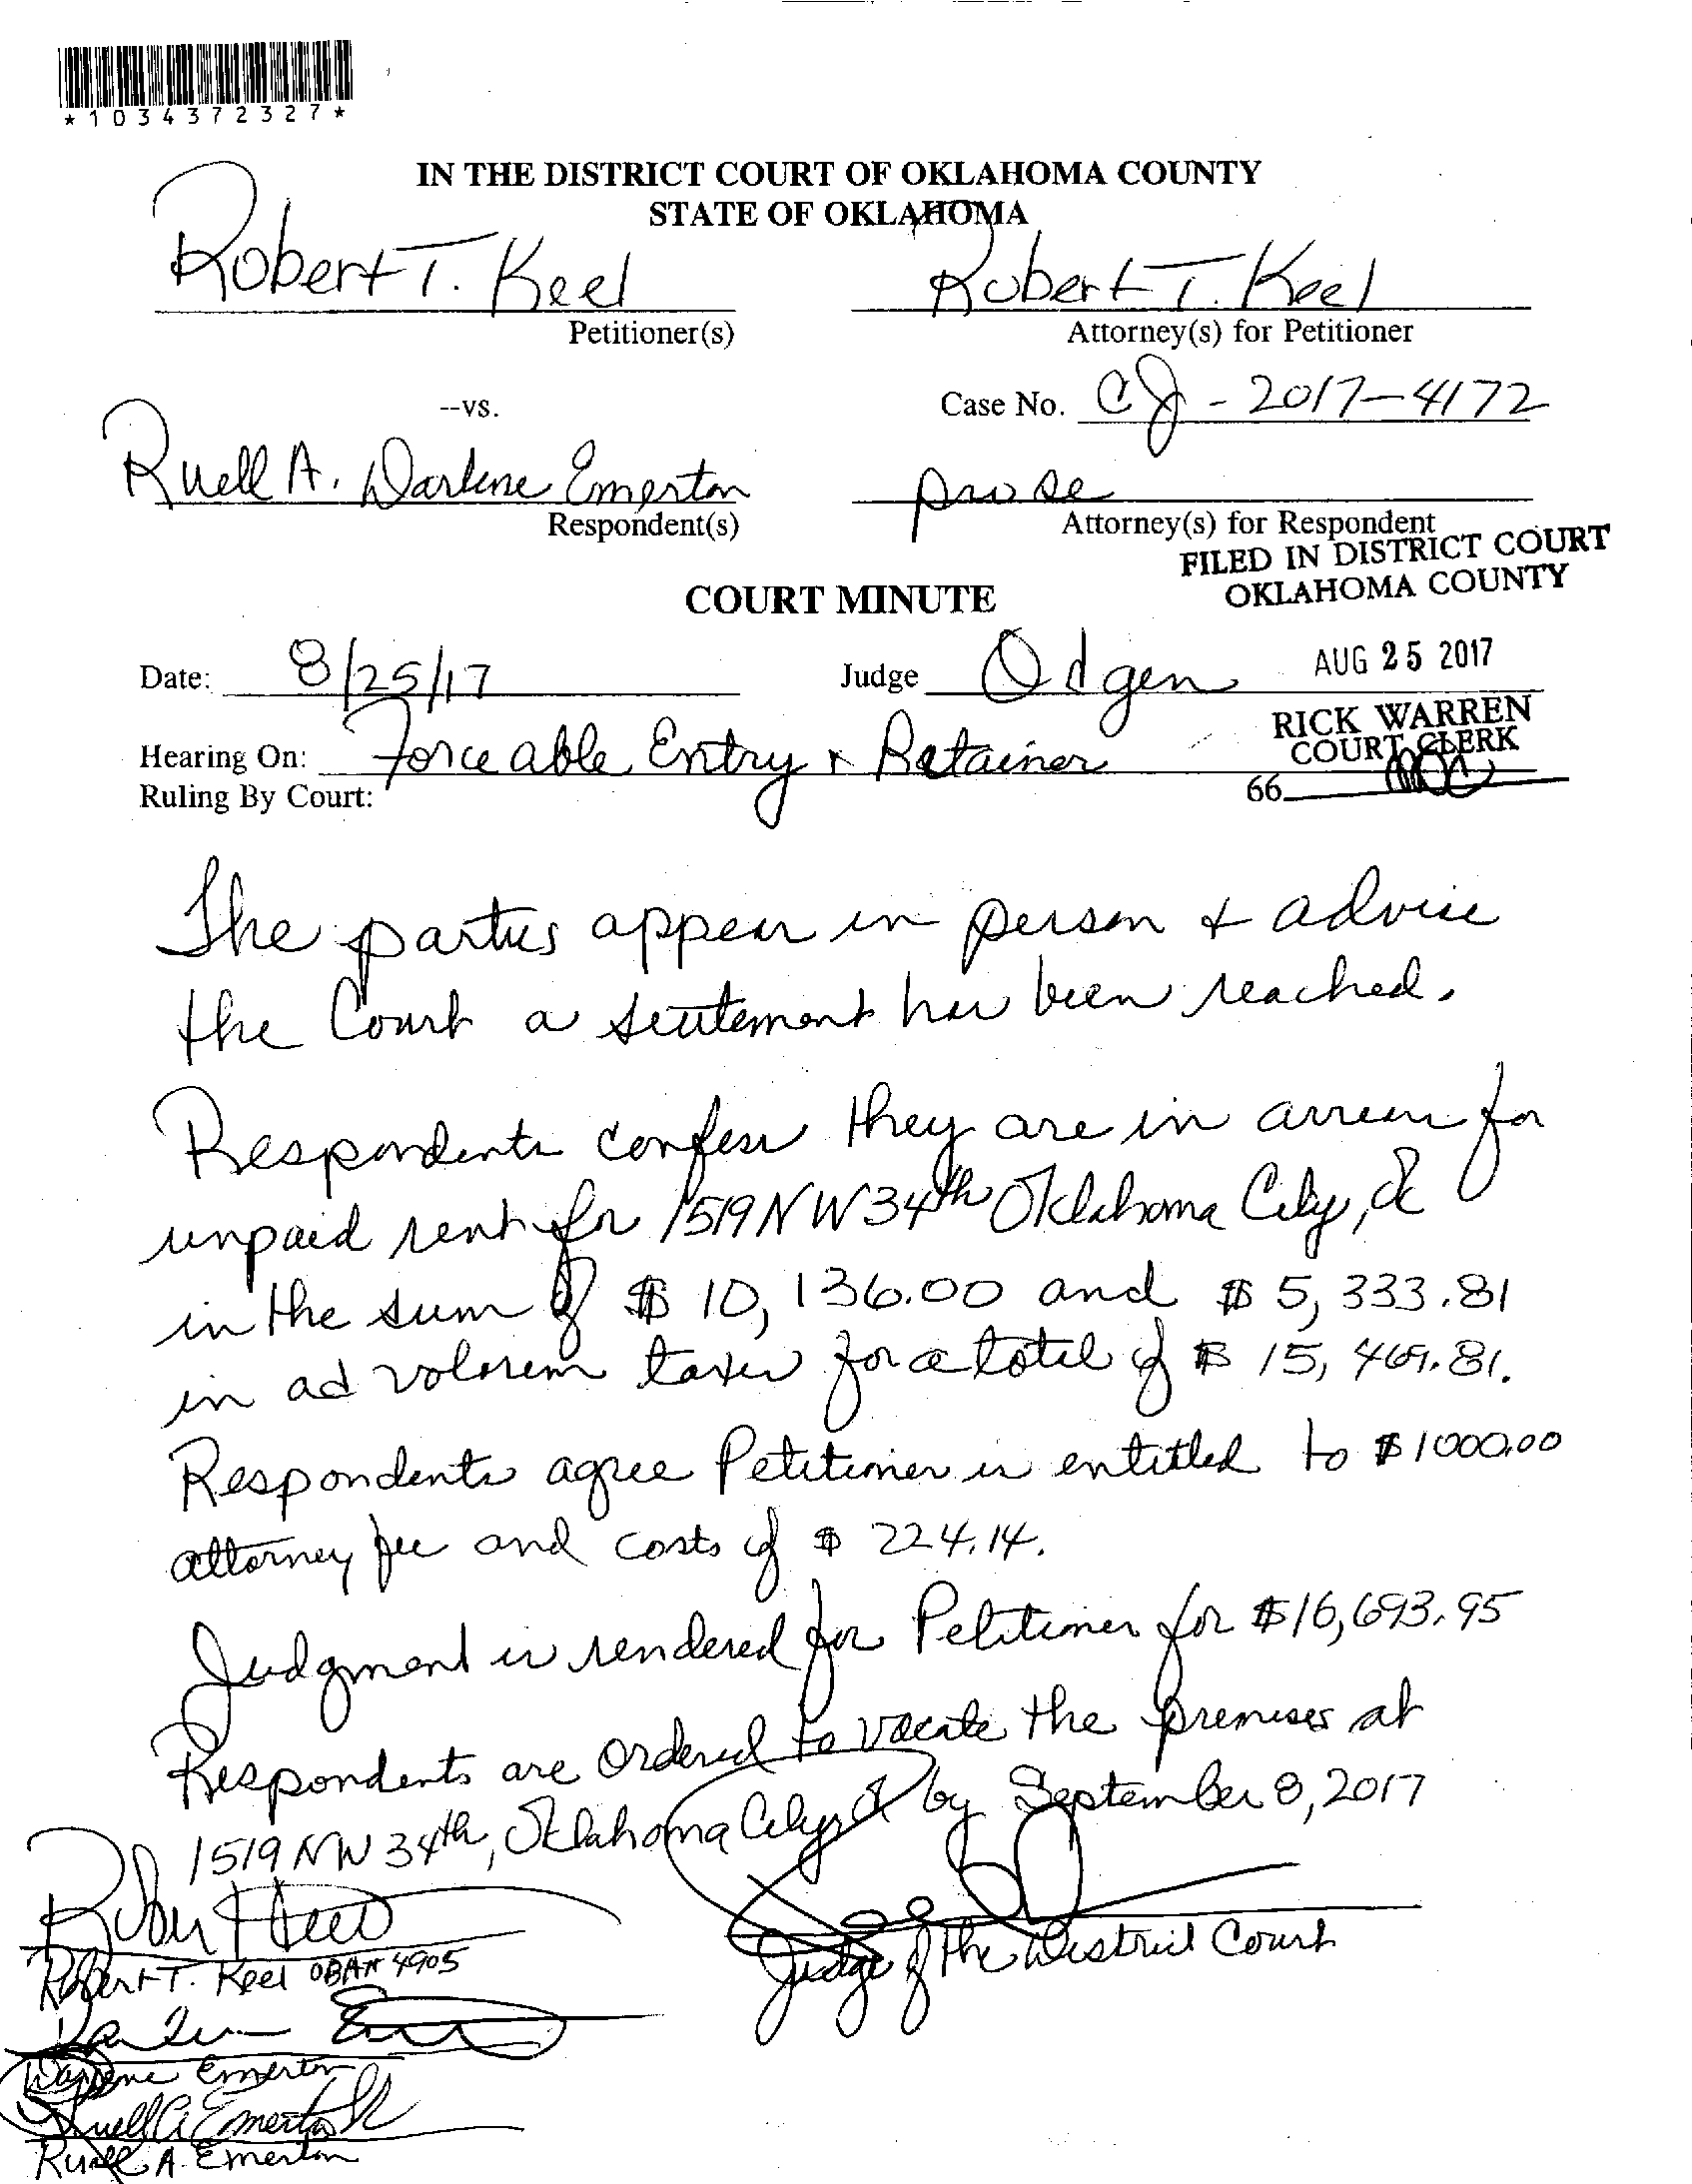 *1034372327*
IN THE DISTRICT COURT OF OKLAHOMA COUNTY
STATE OF OKLAHOMA
Robert T. Keel Robert T. Keel
Petitioner(s) Attorney(s) for Petitioner
--vs. Case No. CJ-2017-4172
Ruell A. Darlene Emerton pro se
Respondent(s) Attorney(s) for Respondent
FILED IN DISTRICT COURT
OKLAHOMA COUNTY
COURT MINUTE
Date: 8/25/17 Judge Odgen AUG 25 2017
RICK WARREN
COURT CLERK
Hearing On: Forceable Entry & Retainer
Ruling By Court: 66
The parties appear in person & advise
the Court a settlement has been reached.
Respondents confess they are in arrears for
unpaid rent for 1519 NW 34th Oklahoma City, Ok
in the sum of $10,136.00 and $5,333.81
in ad valorem taxes for a total of $15,469.81.
Respondents agree Petitioner is entitled to $1000.00
attorney fee and costs of $224.14.
Judgment is rendered for Petitioner for $16,693.95
Respondents are ordered to vacate the premises at
1519 NW 34th, Oklahoma City, Ok by September 8, 2017
Robert T. Keel OBA# 4905
Judge of the District Court
Darlene Emerton
Ruell A Emerton
Ruell A. Emerton